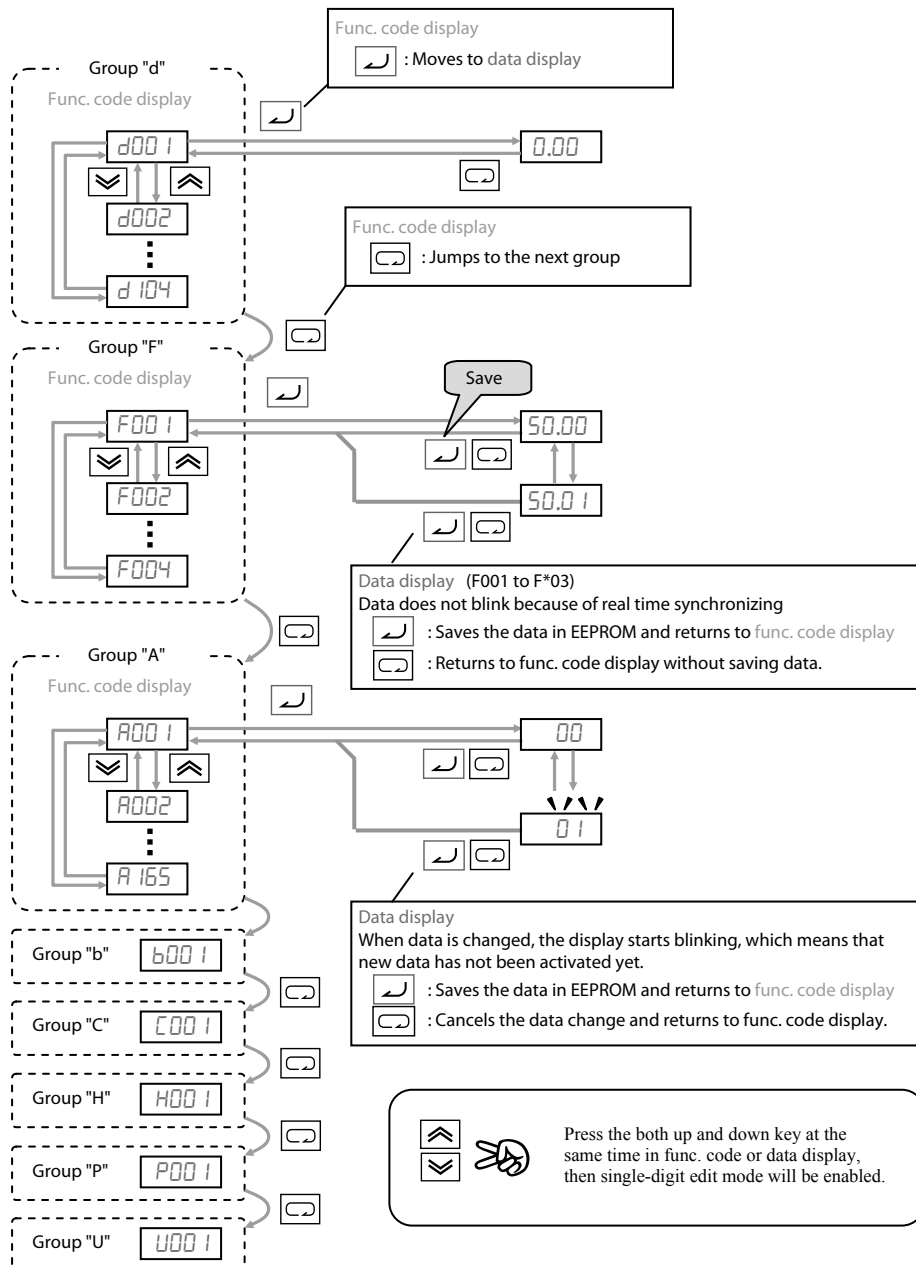 Func. code display
: Moves to data display
Group "d"
Func. code display
d001
0.00
d002
Func. code display
: Jumps to the next group
d104
Group "F"
Func. code display
Save
F001
50.00
F002
50.01
F004
Data display (F001 to F*03)
Data does not blink because of real time synchronizing
: Saves the data in EEPROM and returns to func. code display
: Returns to func. code display without saving data.
Group "A"
Func. code display
A001
00
A002
01
A165
Data display
When data is changed, the display starts blinking, which means that
new data has not been activated yet.
: Saves the data in EEPROM and returns to func. code display
: Cancels the data change and returns to func. code display.
Group "b" b001
Group "C" C001
Group "H" H001
Group "P" P001
Group "U" U001
Press the both up and down key at the
same time in func. code or data display,
then single-digit edit mode will be enabled.